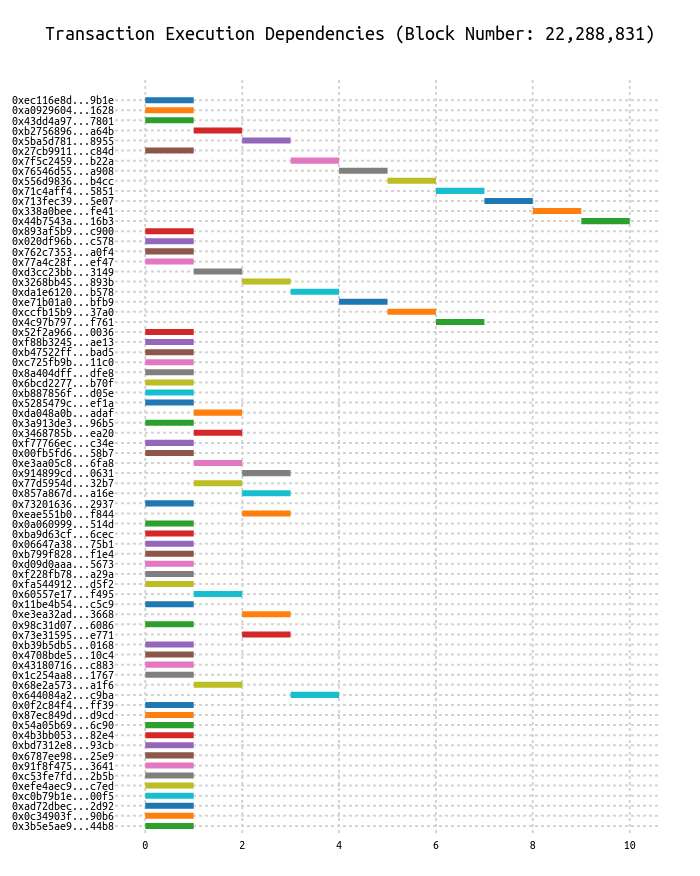 Transaction Execution Dependencies (Block Number: 22,288,831)
0xec116e8d...9b1e
0xa0929604...1628
0x43dd4a97...7801
0xb2756896...a64b
0x5ba5d781...8955
0x27cb9911...c84d
0x7f5c2459...b22a
0x76546d55...a908
0x556d9836...b4cc
0x71c4aff4...5851
0x713fec39...5e07
0x338a0bee...fe41
0x44b7543a...16b3
0x893af5b9...c900
0x020df96b...c578
0x762c7353...a0f4
0x77a4c28f...ef47
0xd3cc23bb...3149
0x3268bb45...893b
0xda1e6120...b578
0xe71b01a0...bfb9
0xccfb15b9...37a0
0x4c97b797...f761
0x52f2a966...0036
0xf88b3245...ae13
0xb47522ff...bad5
0xc725fb9b...11c0
0x8a404dff...dfe8
0x6bcd2277...b70f
0xb887856f...d05e
0x5285479c...ef1a
0xda048a0b...adaf
0x3a913de3...96b5
0x3468785b...ea20
0xf77766ec...c34e
0x00fb5fd6...58b7
0xe3aa05c8...6fa8
0x914899cd...0631
0x77d5954d...32b7
0x857a867d...a16e
0x73201636...2937
0xeae551b0...f844
0x0a060999...514d
0xba9d63cf...6cec
0x06647a38...75b1
0xb799f828...f1e4
0xd09d0aaa...5673
0xf228fb78...a29a
0xfa544912...d5f2
0x60557e17...f495
0x11be4b54...c5c9
0xe3ea32ad...3668
0x98c31d07...6086
0x73e31595...e771
0xb39b5db5...0168
0x4708bde5...10c4
0x43180716...c883
0x1c254aa8...1767
0x68e2a573...a1f6
0x644084a2...c9ba
0x0f2c84f4...ff39
0x87ec849d...d9cd
0x54a05b69...6c90
0x4b3bb053...82e4
0xbd7312e8...93cb
0x6787ee98...25e9
0x91f8f475...3641
0xc53fe7fd...2b5b
0xefe4aec9...c7ed
0xc0b79b1e...00f5
0xad72dbec...2d92
0x0c34903f...90b6
0x3b5e5ae9...44b8
0 2 4 6 8 10